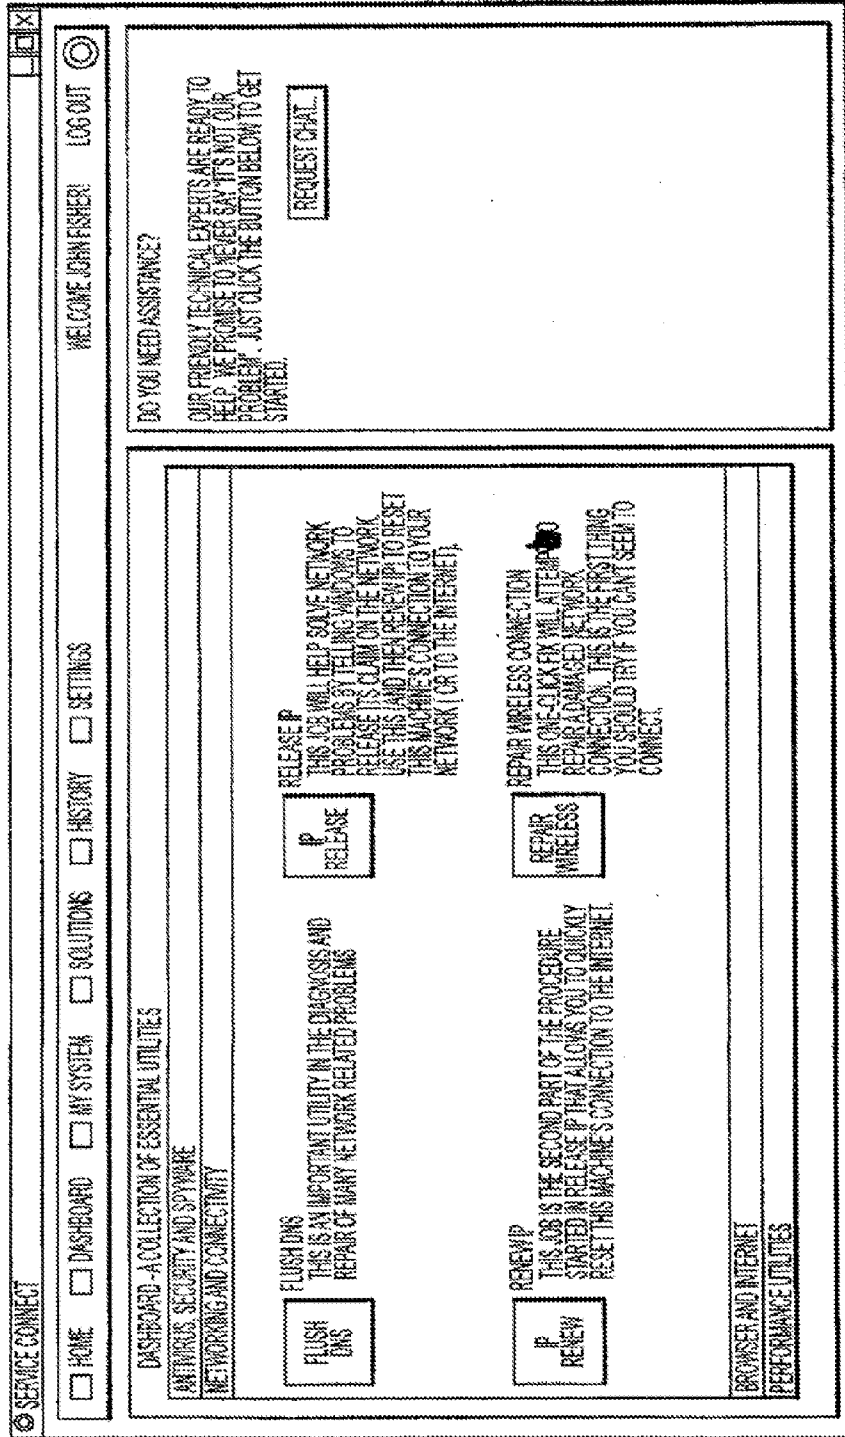 SERVICE CONNECT
HOME DASHBOARD MY SYSTEM SOLUTIONS HISTORY SETTINGS WELCOME JOHN FISHER! LOG OUT
DASHBOARD - A COLLECTION OF ESSENTIAL UTILITIES
ANTIVIRUS, SECURITY AND SPYWARE
NETWORKING AND CONNECTIVITY
FLUSH
DNS
FLUSH DNS
THIS IS AN IMPORTANT UTILITY IN THE DIAGNOSIS AND
REPAIR OF MANY NETWORK RELATED PROBLEMS
IP
RELEASE
RELEASE IP
THIS JOB WILL HELP SOLVE NETWORK
PROBLEMS BY TELLING WINDOWS TO
RELEASE ITS CLAIM ON THE NETWORK.
USE THIS (AND THEN RENEW IP) TO RESET
THIS MACHINE'S CONNECTION TO YOUR
NETWORK ( OR TO THE INTERNET).
IP
RENEW
RENEW IP
THIS JOB IS THE SECOND PART OF THE PROCEDURE
STARTED IN RELEASE IP THAT ALLOWS YOU TO QUICKLY
RESET THIS MACHINE'S CONNECTION TO THE INTERNET.
REPAIR
WIRELESS
REPAIR WIRELESS CONNECTION
THIS ONE-CLICK FIX WILL
REPAIR A DAMAGED NETWORK
CONNECTION. THIS IS THE FIRST THING
YOU SHOULD TRY IF YOU CAN'T SEEM TO
CONNECT.
BROWSER AND INTERNET
PERFORMANCE UTILITIES
DO YOU NEED ASSISTANCE?
OUR FRIENDLY TECHNICAL EXPERTS ARE READY TO
HELP. WE PROMISE TO NEVER SAY "IT'S NOT OUR
PROBLEM". JUST CLICK THE BUTTON BELOW TO GET
STARTED.
REQUEST CHAT...